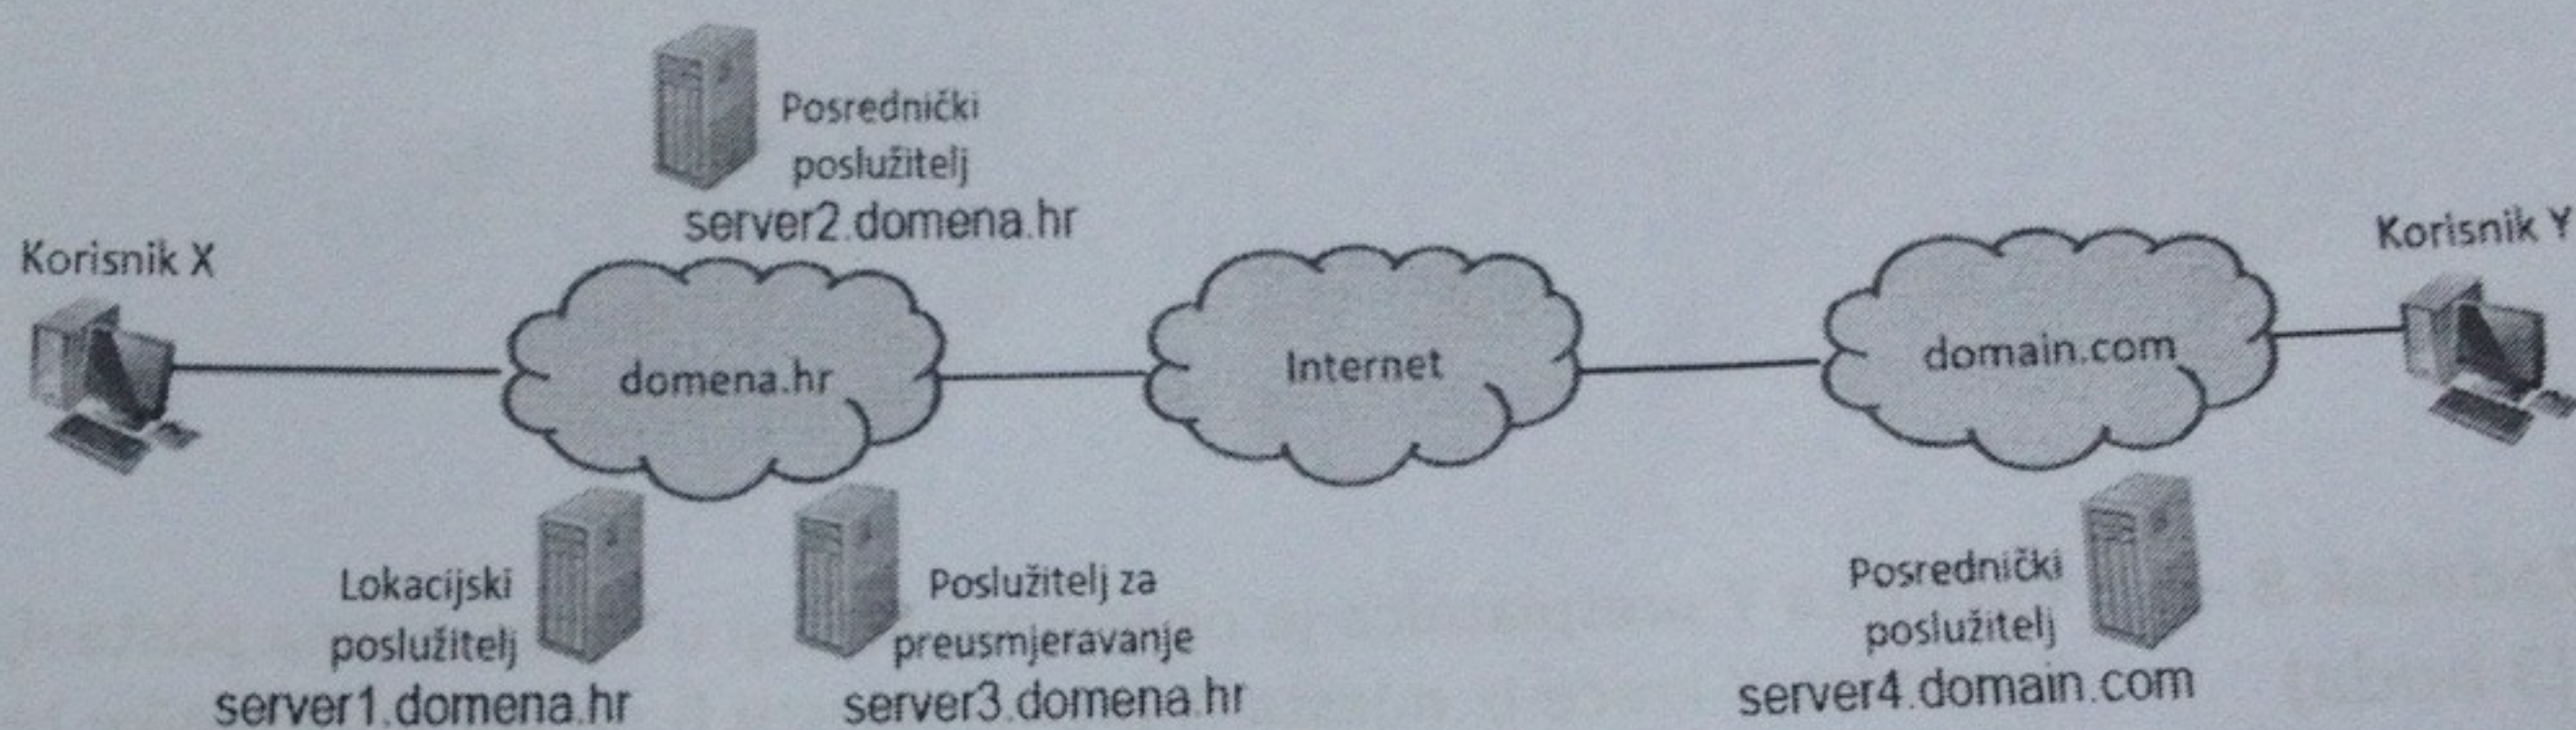 Posrednički
poslužitelj
server2.domena.hr
Korisnik X
Korisnik Y
domena.hr
Internet
domain.com
Lokacijski
poslužitelj
server1.domena.hr
Poslužitelj za
preusmjeravanje
server3.domena.hr
Posrednički
poslužitelj
server4.domain.com